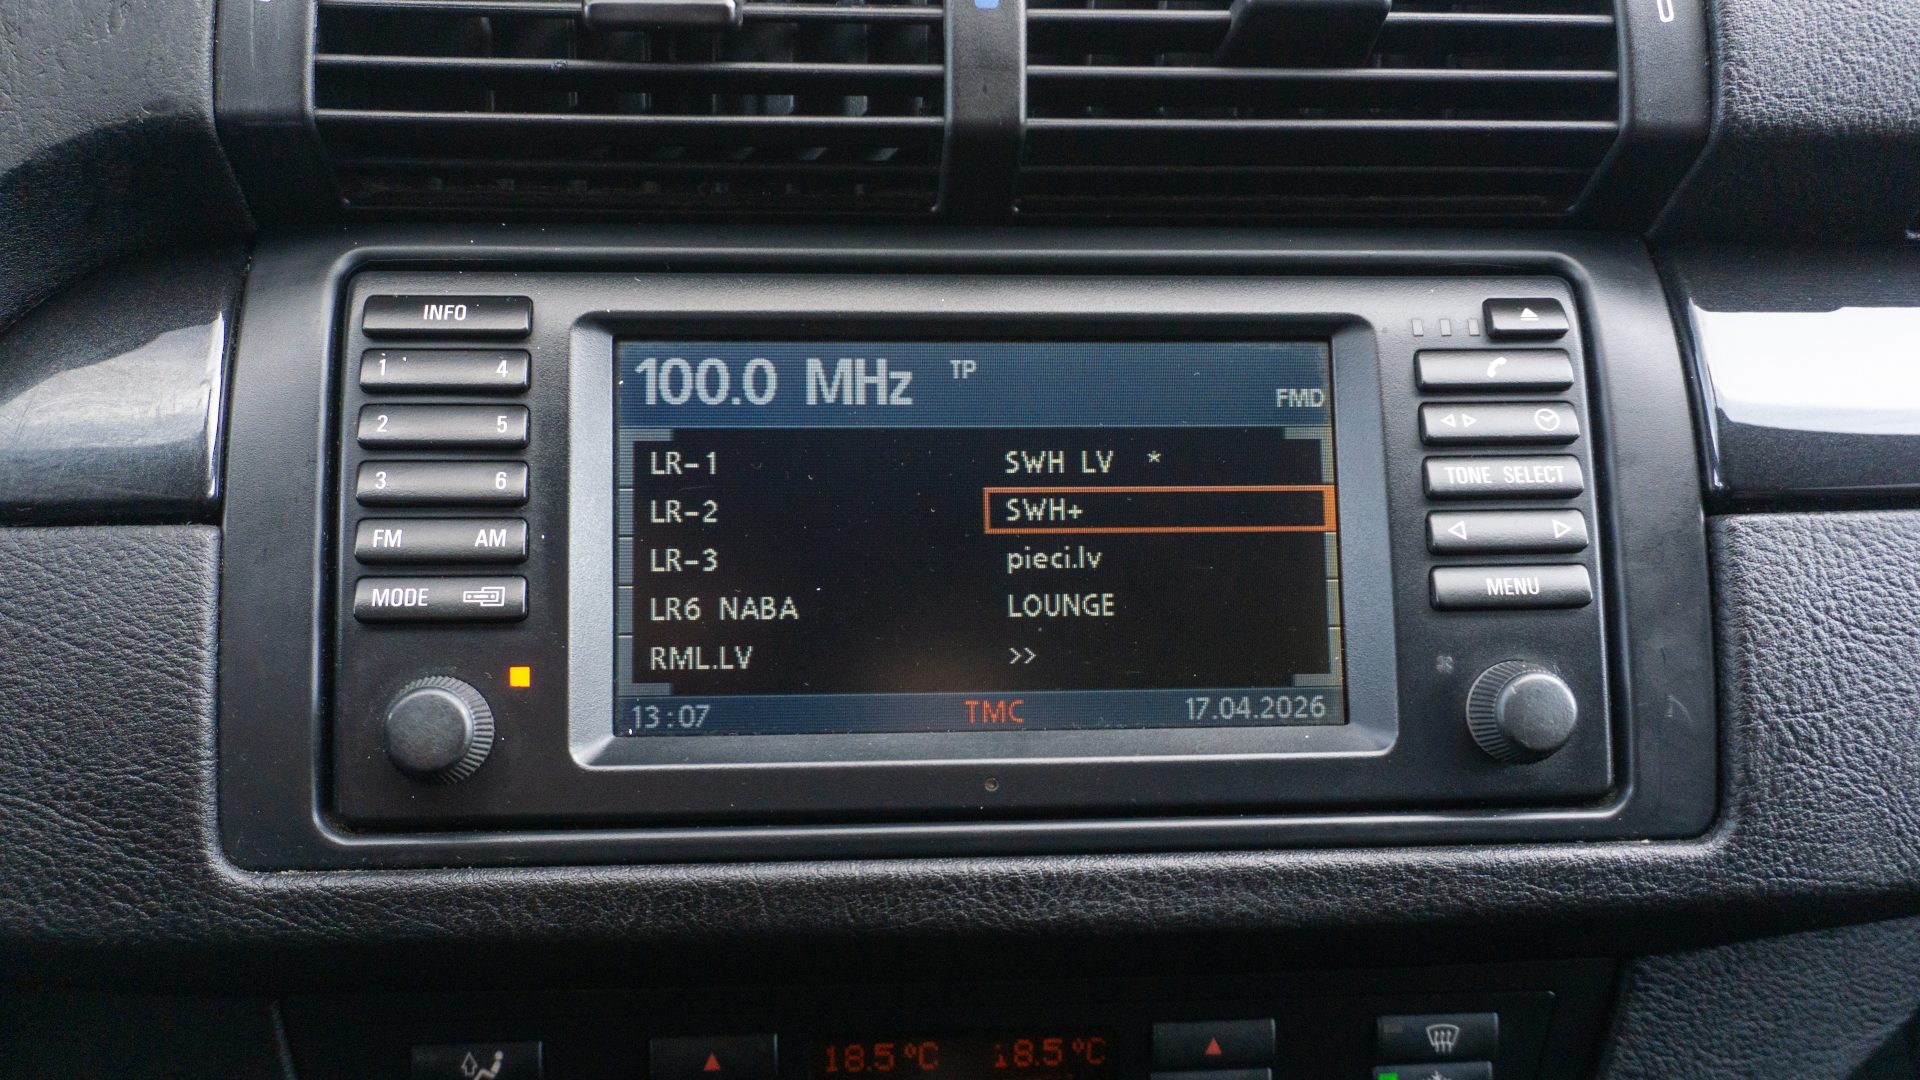 INFO
1 4
2 5
3 6
FM AM
MODE
100.0 MHz TP
FMD
LR-1 SWH LV *
LR-2 SWH+
LR-3 pieci.lv
LR6 NABA LOUNGE
RML.LV >>
13:07 TMC 17.04.2026
TONE SELECT
MENU
18.5°C 18.5°C